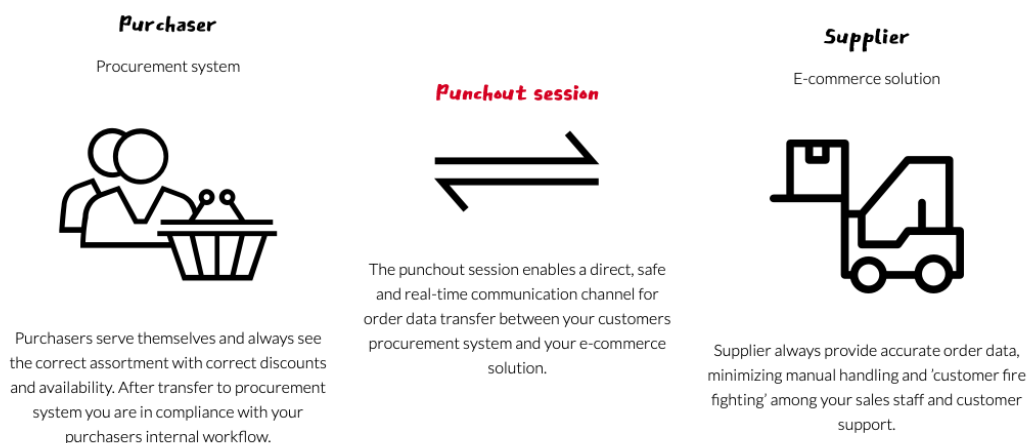 Purchaser
Procurement system
Purchasers serve themselves and always see
the correct assortment with correct discounts
and availability. After transfer to procurement
system you are in compliance with your
purchasers internal workflow.
Punchout session
The punchout session enables a direct, safe
and real-time communication channel for
order data transfer between your customers
procurement system and your e-commerce
solution.
Supplier
E-commerce solution
Supplier always provide accurate order data,
minimizing manual handling and ’customer fire
fighting’ among your sales staff and customer
support.